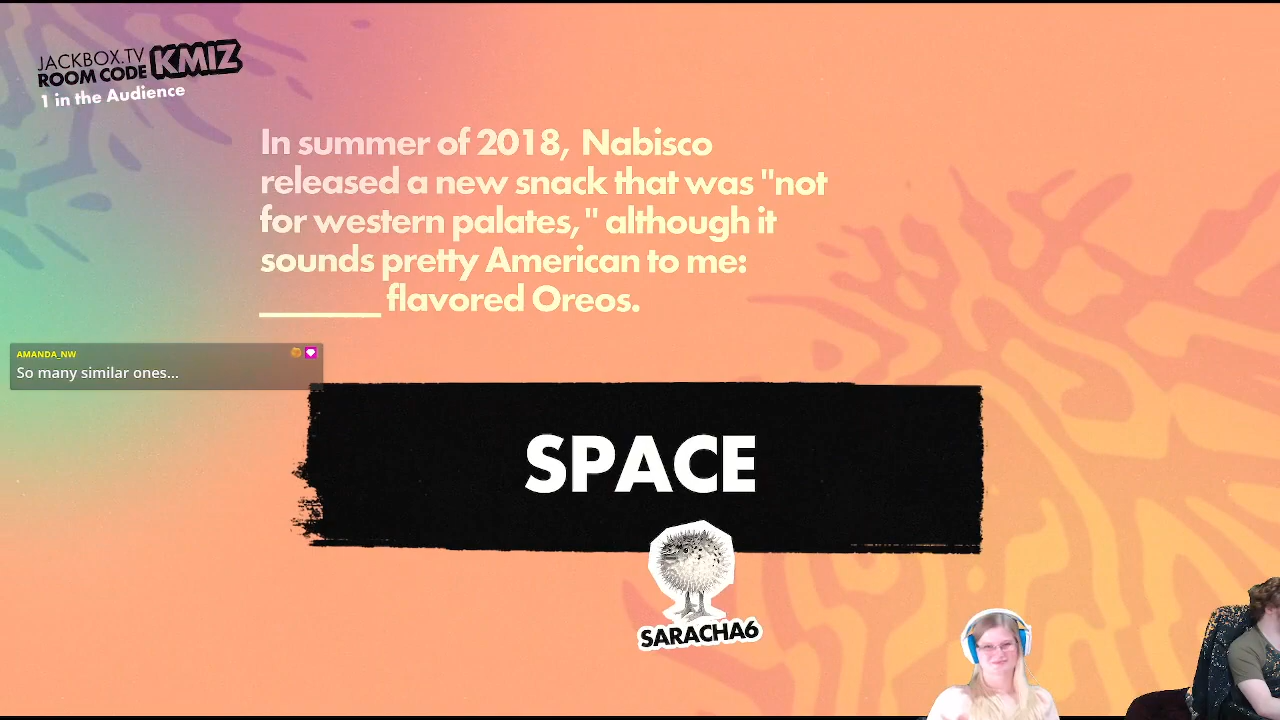 JACKBOX.TV
ROOM CODE KMIZ
1 in the Audience
In summer of 2018, Nabisco
released a new snack that was "not
for western palates," although it
sounds pretty American to me:
______ flavored Oreos.
AMANDA_NW
So many similar ones...
SPACE
SARACHA6